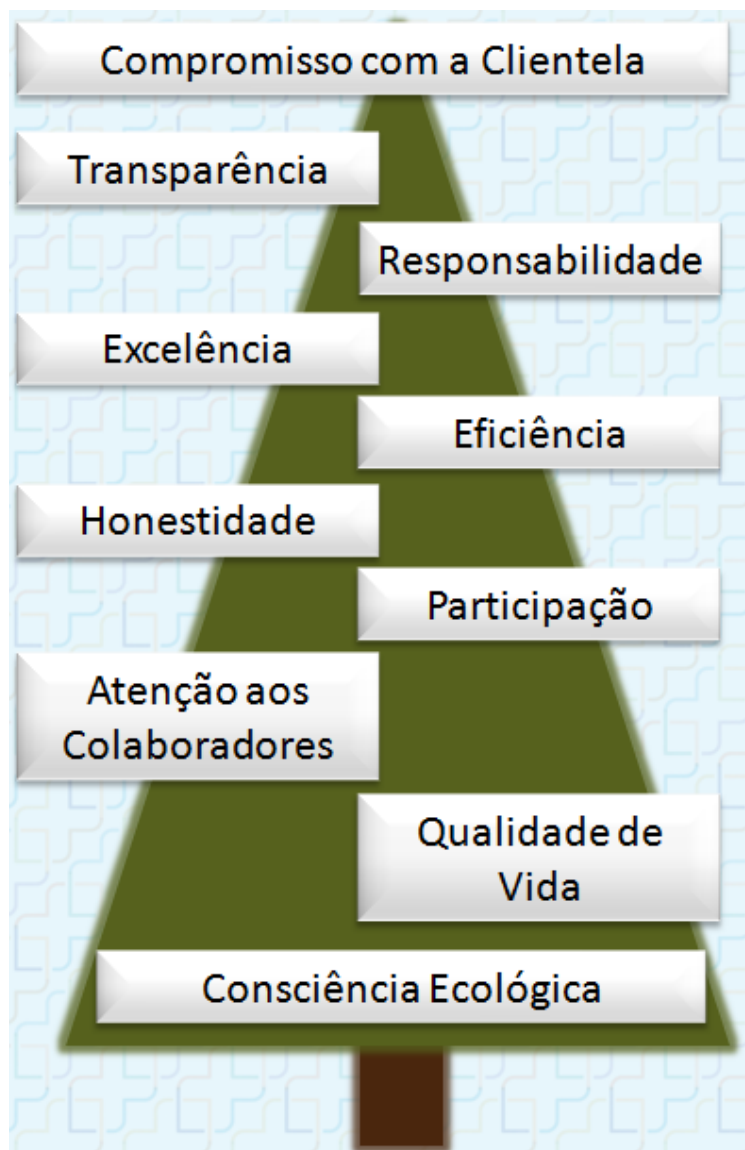 Compromisso com a Clientela
Transparência
Responsabilidade
Excelência
Eficiência
Honestidade
Participação
Atenção aos
Colaboradores
Qualidade de
Vida
Consciência Ecológica